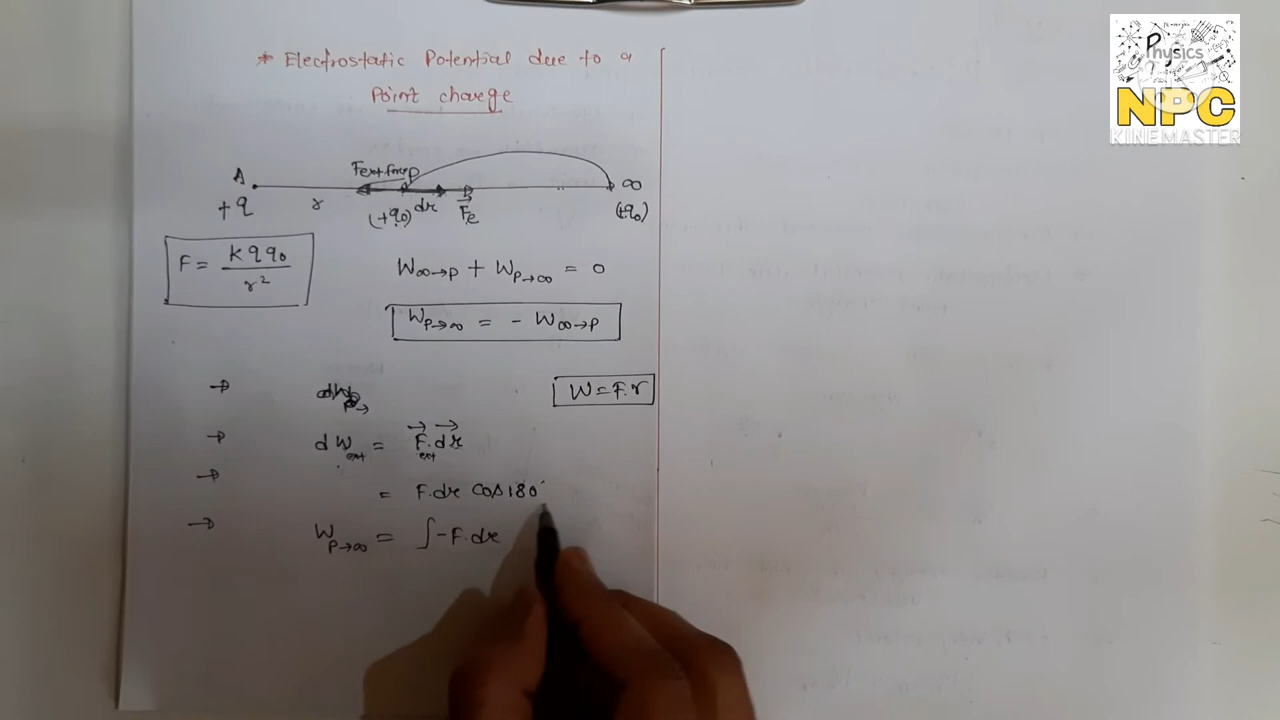 * Electrostatic Potential due to a
Point charge
Physics
NPC
KINEMASTER
A
Fext force P
∞
+q
r
(+q₀)
dr
F⃗e
(+q₀)
F = K q q₀ / r²
W∞→P + WP→∞ = 0
WP→∞ = - W∞→P
→
W = F.r
→ dWext = F⃗ext.dr⃗
→ = F.dr cos180°
→ WP→∞ = ∫-F.dr